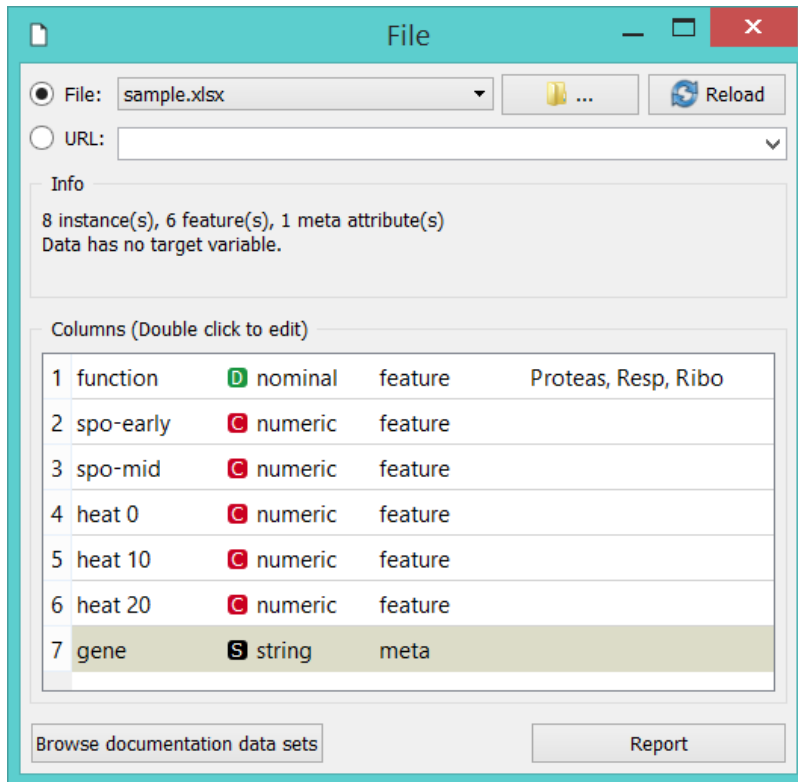 File
File: sample.xlsx ... Reload
URL:
Info
8 instance(s), 6 feature(s), 1 meta attribute(s)
Data has no target variable.
Columns (Double click to edit)
1 function D nominal feature Proteas, Resp, Ribo
2 spo-early C numeric feature
3 spo-mid C numeric feature
4 heat 0 C numeric feature
5 heat 10 C numeric feature
6 heat 20 C numeric feature
7 gene S string meta
Browse documentation data sets Report